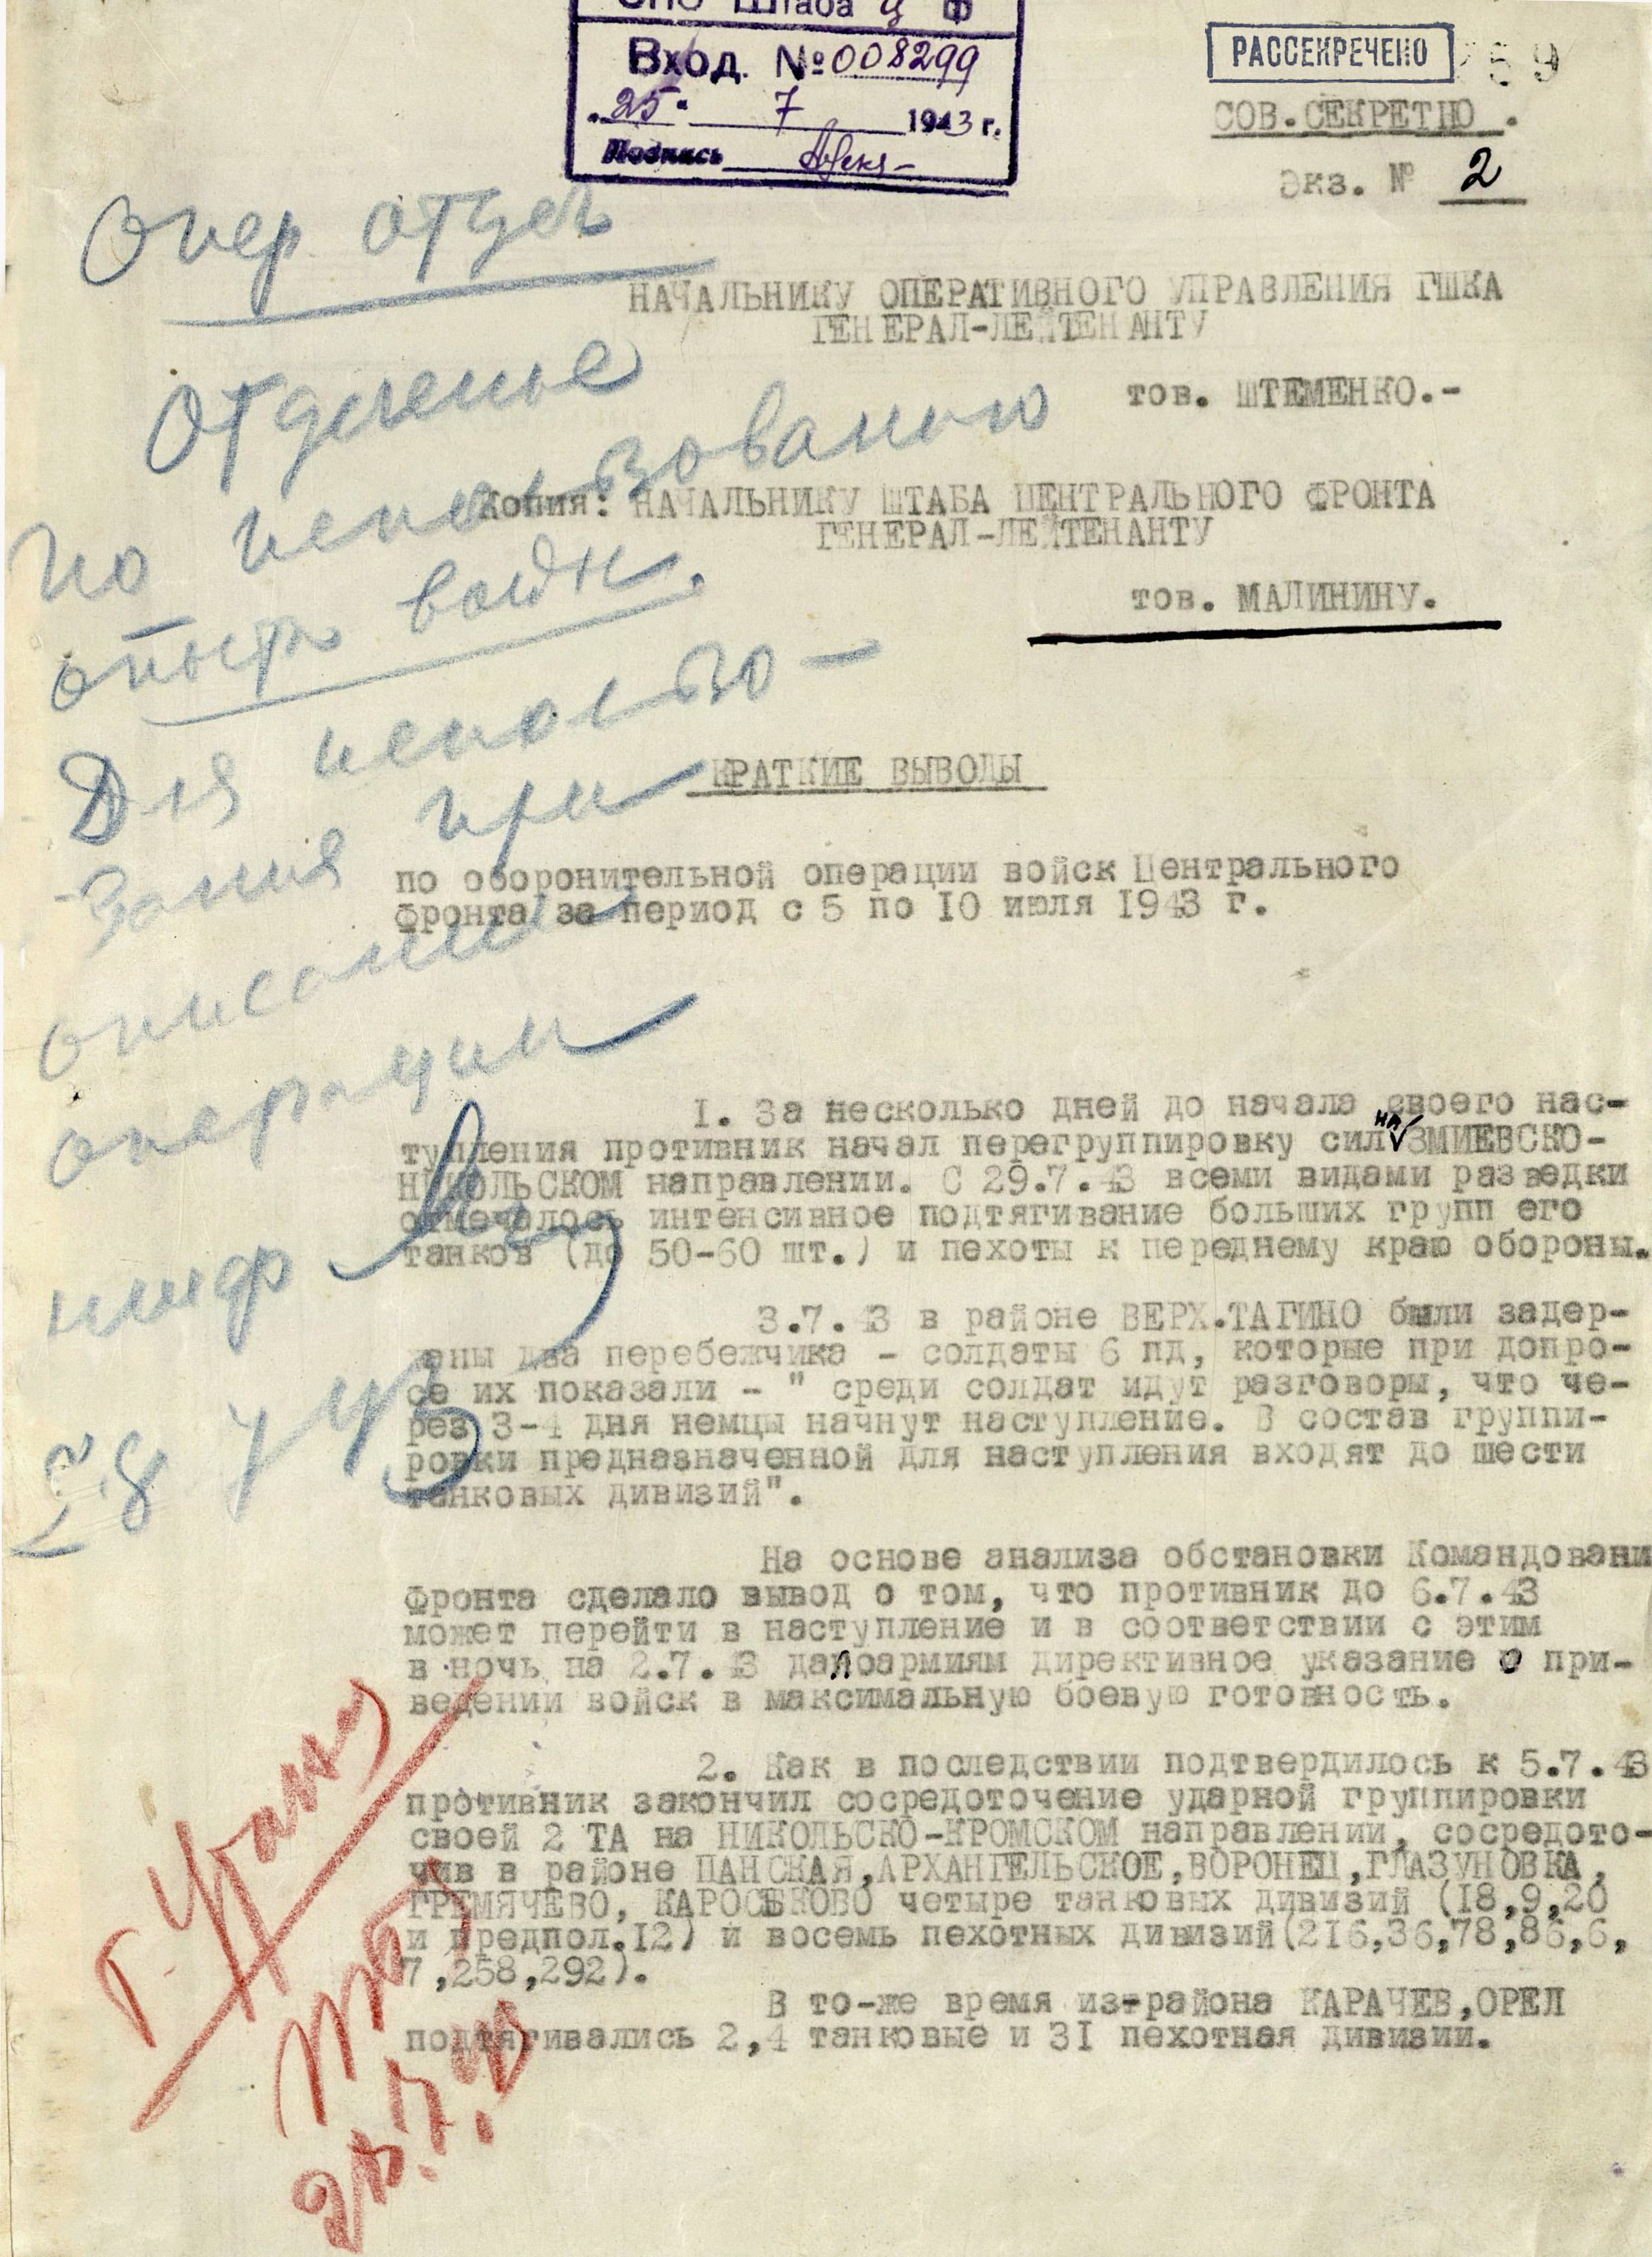 СПО Штаба Ц Ф
Вход. № 008299
"25" 7 1943 г.
Подпись
РАССЕКРЕЧЕНО
59
СОВ.СЕКРЕТНО.
Экз. № 2
Опер. отдел
НАЧАЛЬНИКУ ОПЕРАТИВНОГО УПРАВЛЕНИЯ ГШКА
ГЕНЕРАЛ-ЛЕЙТЕНАНТУ
тов. ШТЕМЕНКО.-
Отделение
по использованию
опыта войн.
Копия: НАЧАЛЬНИКУ ШТАБА ЦЕНТРАЛЬНОГО ФРОНТА
ГЕНЕРАЛ-ЛЕЙТЕНАНТУ
тов. МАЛИНИНУ.
Для использо-
-вания при
описании
операции
КРАТКИЕ ВЫВОДЫ
по оборонительной операции войск Центрального
фронта за период с 5 по 10 июля 1943 г.
1. За несколько дней до начала своего нас-
тупления противник начал перегруппировку сил на ЗМИЕВСКО-
НИКОЛЬСКОМ направлении. С 29.7.43 всеми видами разведки
отмечалось интенсивное подтягивание больших групп его
танков (до 50-60 шт.) и пехоты к переднему краю обороны.
3.7.43 в районе ВЕРХ.ТАГИНО были задер-
жаны два перебежчика - солдаты 6 пд, которые при допро-
се их показали - " среди солдат идут разговоры, что че-
рез 3-4 дня немцы начнут наступление. В состав группи-
ровки предназначенной для наступления входят до шести
танковых дивизий".
На основе анализа обстановки Командовани
фронта сделало вывод о том, что противник до 6.7.43
может перейти в наступление и в соответствии с этим
в ночь на 2.7.43 дало армиям директивное указание о при-
ведении войск в максимальную боевую готовность.
2. Как в последствии подтвердилось к 5.7.43
противник закончил сосредоточение ударной группировки
своей 2 ТА на НИКОЛЬСКО-КРОМСКОМ направлении, сосредото-
чив в районе ПАНСКАЯ,АРХАНГЕЛЬСКОЕ,ВОРОНЕЦ,ГЛАЗУНОВКА,
ГРЕМЯЧЕВО, КАРОСЬКОВО четыре танковых дивизий (18,9,20
и предпол.12) и восемь пехотных дивизий(216,36,78,86,6,
7,258,292).
В то-же время из района КАРАЧЕВ,ОРЕЛ
подтягивались 2,4 танковые и 31 пехотная дивизии.